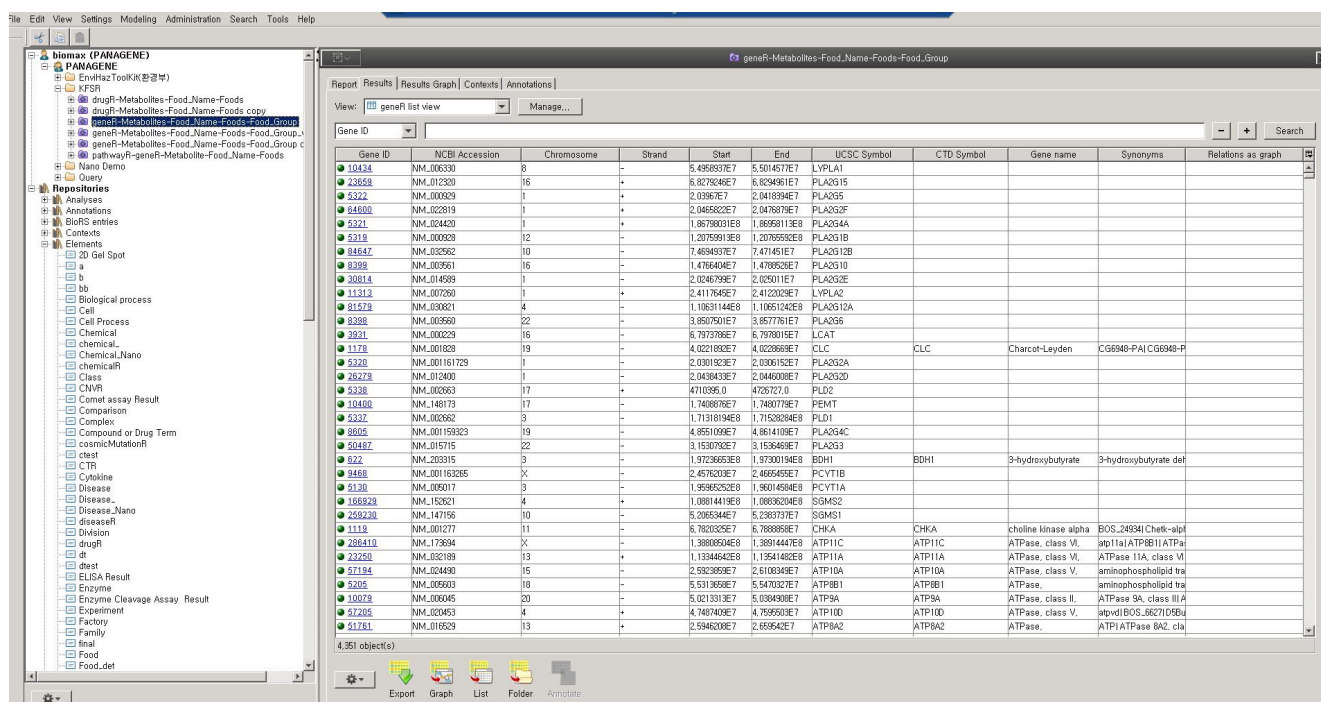 File Edit View Settings Modeling Administration Search Tools Help
biomax (PANAGENE)
PANAGENE
EnviHazToolKit(환경부)
KFSR
drugR-Metabolites-Food_Name-Foods
drugR-Metabolites-Food_Name-Foods copy
geneR-Metabolites-Food_Name-Foods-Food_Group
geneR-Metabolites-Food_Name-Foods-Food_Group_
geneR-Metabolites-Food_Name-Foods-Food_Group c
pathwayR-geneR-Metabolite-Food_Name-Foods
Nano Demo
Query
Repositories
Analyses
Annotations
BioRS entries
Contexts
Elements
2D Gel Spot
a
b
bb
Biological process
Cell
Cell Process
Chemical
chemical_
Chemical_Nano
chemicalR
Class
CNVR
Comet assay Result
Comparison
Complex
Compound or Drug Term
cosmicMutationR
ctest
CTR
Cytokine
Disease
Disease_
Disease_Nano
diseaseR
Division
drugR
dt
dtest
ELISA Result
Enzyme
Enzyme Cleavage Assay Result
Experiment
Factory
Family
final
Food
Food_det
geneR-Metabolites-Food_Name-Foods-Food_Group
Report Results Results Graph Contexts Annotations
View: geneR list view Manage...
Gene ID - + Search
Gene ID NCBI Accession Chromosome Strand Start End UCSC Symbol CTD Symbol Gene name Synonyms Relations as graph
10434 NM_006330 8 - 5,4958937E7 5,5014577E7 LYPLA1
23659 NM_012320 16 + 6,8279246E7 6,8294961E7 PLA2G15
5322 NM_000929 1 + 2,03967E7 2,0418394E7 PLA2G5
64600 NM_022819 1 + 2,0465822E7 2,0476879E7 PLA2G2F
5321 NM_024420 1 + 1,86798031E8 1,86958113E8 PLA2G4A
5319 NM_000928 12 - 1,20759913E8 1,20765592E8 PLA2G1B
84647 NM_032562 10 - 7,4694937E7 7,471451E7 PLA2G12B
8399 NM_003561 16 - 1,4766404E7 1,4788526E7 PLA2G10
30814 NM_014589 1 - 2,0246799E7 2,025011E7 PLA2G2E
11313 NM_007260 1 + 2,4117645E7 2,4122029E7 LYPLA2
81579 NM_030821 4 - 1,10631144E8 1,10651242E8 PLA2G12A
8398 NM_003560 22 - 3,8507501E7 3,8577761E7 PLA2G6
3931 NM_000229 16 - 6,7973786E7 6,7978015E7 LCAT
1178 NM_001828 19 - 4,0221892E7 4,0228669E7 CLC CLC Charcot-Leyden CG6948-PA| CG6948-P
5320 NM_001161729 1 - 2,0301923E7 2,0306152E7 PLA2G2A
26279 NM_012400 1 - 2,0438433E7 2,0446008E7 PLA2G2D
5338 NM_002663 17 + 4710395,0 4726727,0 PLD2
10400 NM_148173 17 - 1,7408876E7 1,7480779E7 PEMT
5337 NM_002662 3 - 1,71318194E8 1,71528284E8 PLD1
8605 NM_001159323 19 - 4,8551099E7 4,8614109E7 PLA2G4C
50487 NM_015715 22 - 3,1530792E7 3,1536469E7 PLA2G3
622 NM_203315 3 - 1,97236653E8 1,97300194E8 BDH1 BDH1 3-hydroxybutyrate 3-hydroxybutyrate deh
9468 NM_001163265 X - 2,4576203E7 2,4665455E7 PCYT1B
5130 NM_005017 3 - 1,95965252E8 1,96014584E8 PCYT1A
166929 NM_152621 4 + 1,08814419E8 1,08836204E8 SGMS2
259230 NM_147156 10 - 5,2065344E7 5,2383737E7 SGMS1
1119 NM_001277 11 - 6,7820325E7 6,7888858E7 CHKA CHKA choline kinase alpha BOS_24934| Chetk-alph
286410 NM_173694 X - 1,38808504E8 1,38914447E8 ATP11C ATP11C ATPase, class VI, atp11a| ATP8B1| ATPa
23250 NM_032189 13 + 1,13344642E8 1,13541482E8 ATP11A ATP11A ATPase, class VI, ATPase 11A, class VI
57194 NM_024490 15 - 2,5923859E7 2,6108349E7 ATP10A ATP10A ATPase, class V, aminophospholipid tra
5205 NM_005603 18 - 5,5313658E7 5,5470327E7 ATP8B1 ATP8B1 ATPase, aminophospholipid tra
10079 NM_006045 20 - 5,0213313E7 5,0384908E7 ATP9A ATP9A ATPase, class II, ATPase 9A, class II| A
57205 NM_020453 4 + 4,7487409E7 4,7595503E7 ATP10D ATP10D ATPase, class V, atpvd| BOS_6627| D5Bu
51761 NM_016529 13 + 2,5946208E7 2,659542E7 ATP8A2 ATP8A2 ATPase, ATP| ATPase 8A2, cla
4,351 object(s)
Export Graph List Folder Annotate